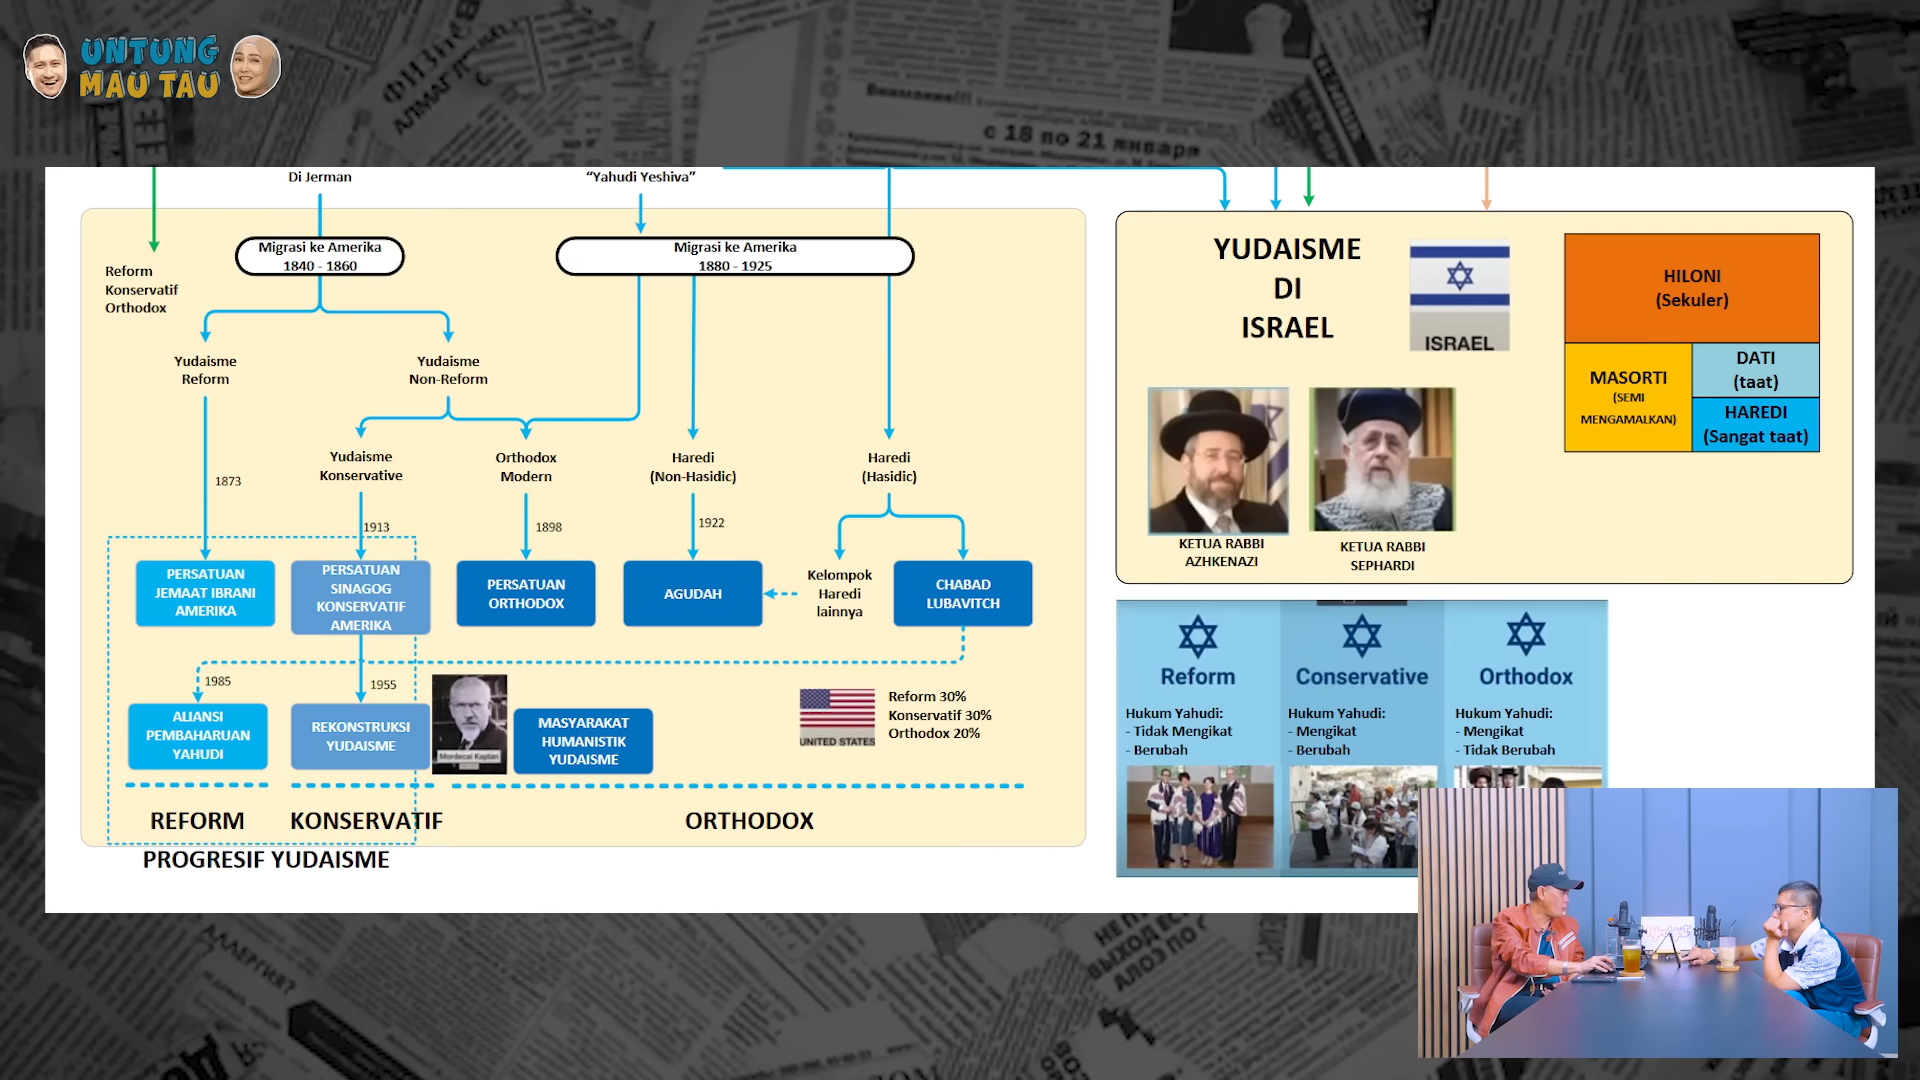 UNTUNG
MAU TAU
с 18 по 21 января
Di Jerman
“Yahudi Yeshiva”
Migrasi ke Amerika
1840 - 1860
Migrasi ke Amerika
1880 - 1925
Reform
Konservatif
Orthodox
Yudaisme
Reform
Yudaisme
Non-Reform
Yudaisme
Konservative
Orthodox
Modern
Haredi
(Non-Hasidic)
Haredi
(Hasidic)
1873
1913
1898
1922
PERSATUAN
JEMAAT IBRANI
AMERIKA
PERSATUAN
SINAGOG
KONSERVATIF
AMERIKA
PERSATUAN
ORTHODOX
AGUDAH
Kelompok
Haredi
lainnya
CHABAD
LUBAVITCH
1985
1955
ALIANSI
PEMBAHARUAN
YAHUDI
REKONSTRUKSI
YUDAISME
Mordecai Kaplan
MASYARAKAT
HUMANISTIK
YUDAISME
UNITED STATES
Reform 30%
Konservatif 30%
Orthodox 20%
REFORM
KONSERVATIF
ORTHODOX
PROGRESIF YUDAISME
YUDAISME
DI
ISRAEL
ISRAEL
HILONI
(Sekuler)
MASORTI
(SEMI
MENGAMALKAN)
DATI
(taat)
HAREDI
(Sangat taat)
KETUA RABBI
AZHKENAZI
KETUA RABBI
SEPHARDI
Reform
Hukum Yahudi:
- Tidak Mengikat
- Berubah
Conservative
Hukum Yahudi:
- Mengikat
- Berubah
Orthodox
Hukum Yahudi:
- Mengikat
- Tidak Berubah